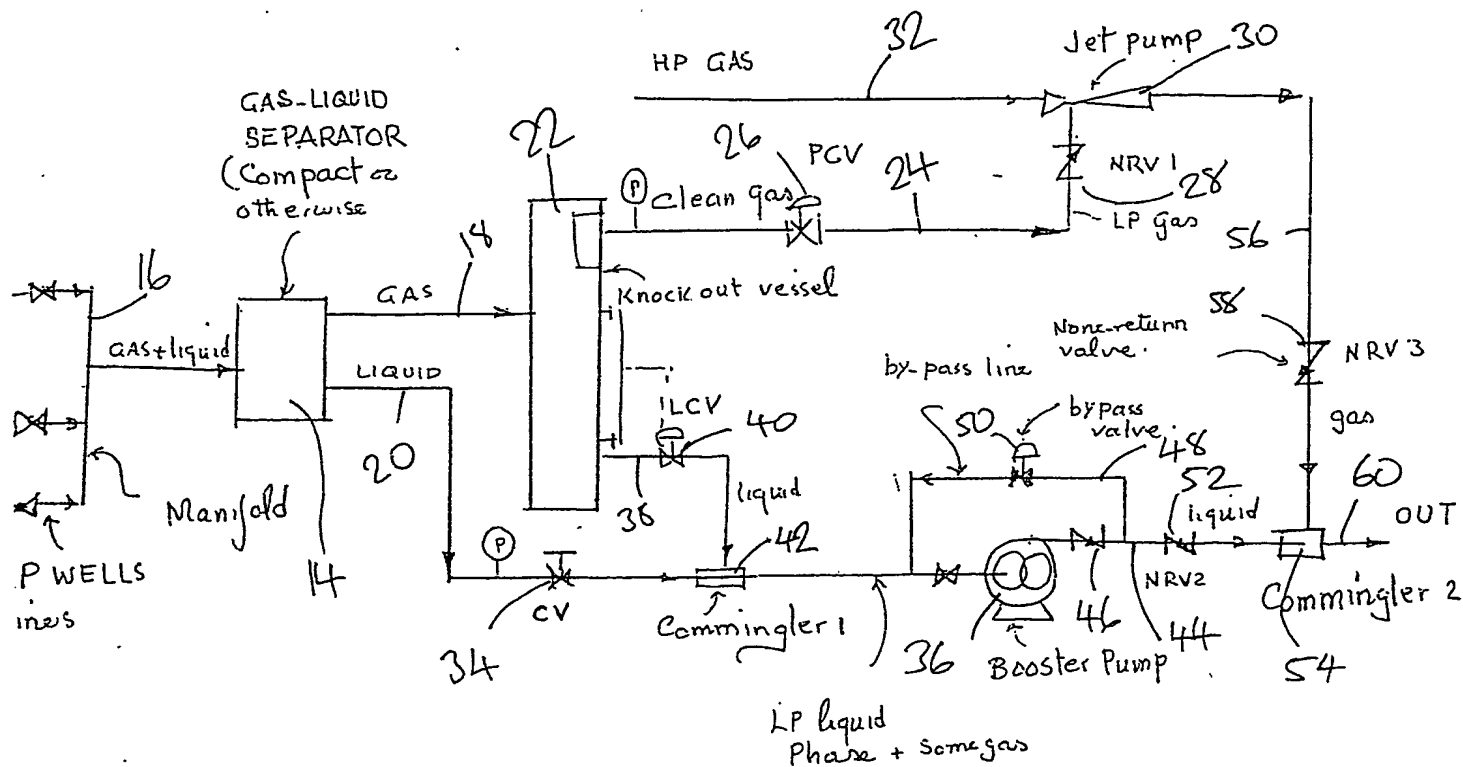 32
HP GAS
Jet pump
30
GAS-LIQUID
SEPARATOR
(Compact or
otherwise
22
26
PCV
24
NRV 1
28
P
Clean gas
LP gas
56
16
18
GAS
Knock out vessel
58
None-return
valve.
NRV 3
GAS+liquid
by-pass line
LIQUID
LCV
40
50
bypass
valve.
48
gas
20
52
60
Manifold
38
liquid
liquid
OUT
P
42
P WELLS
ines
14
CV
NRV2
Commingler 2
Commingler 1
46
34
36
44
Booster Pump
54
LP liquid
Phase + some gas